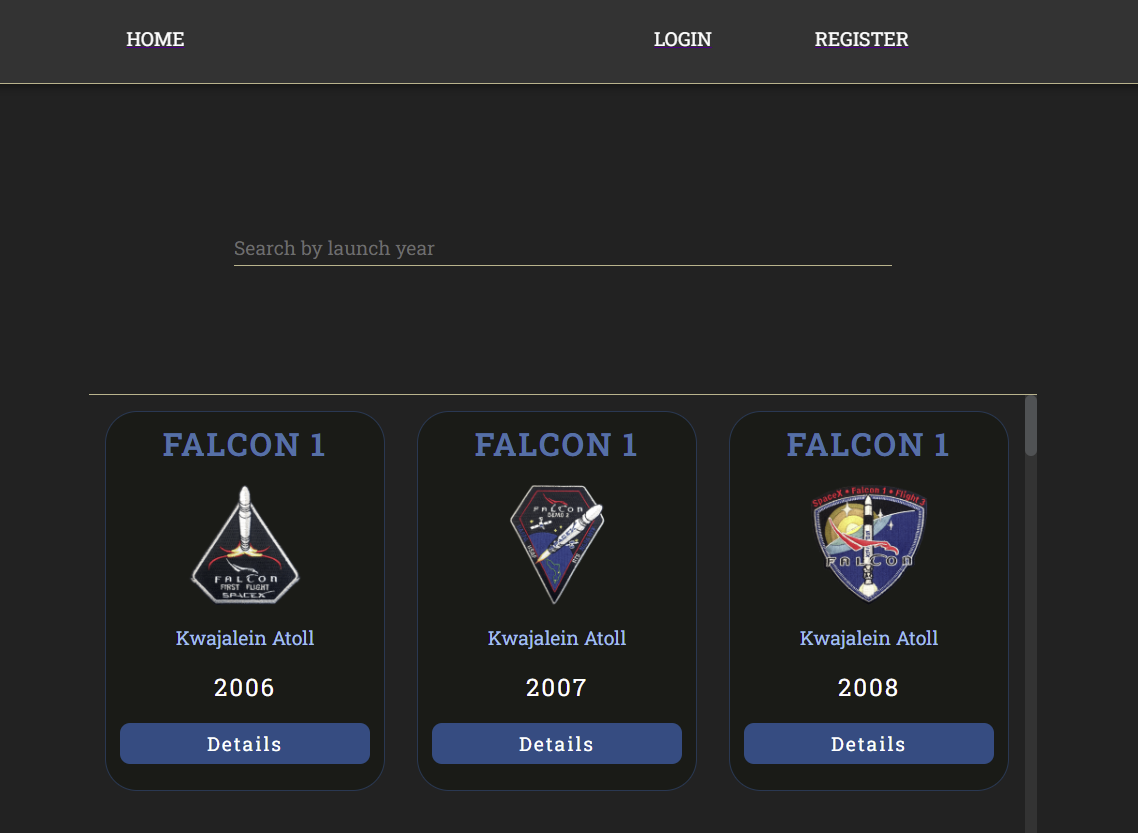 HOME
LOGIN
REGISTER
Search by launch year
FALCON 1
FALCON
FIRST FLIGHT
SPACEX
Kwajalein Atoll
2006
Details
FALCON 1
FALCON
DEMO 2
Kwajalein Atoll
2007
Details
FALCON 1
SpaceX • Falcon 1 • Flight 3
FALCON
Kwajalein Atoll
2008
Details